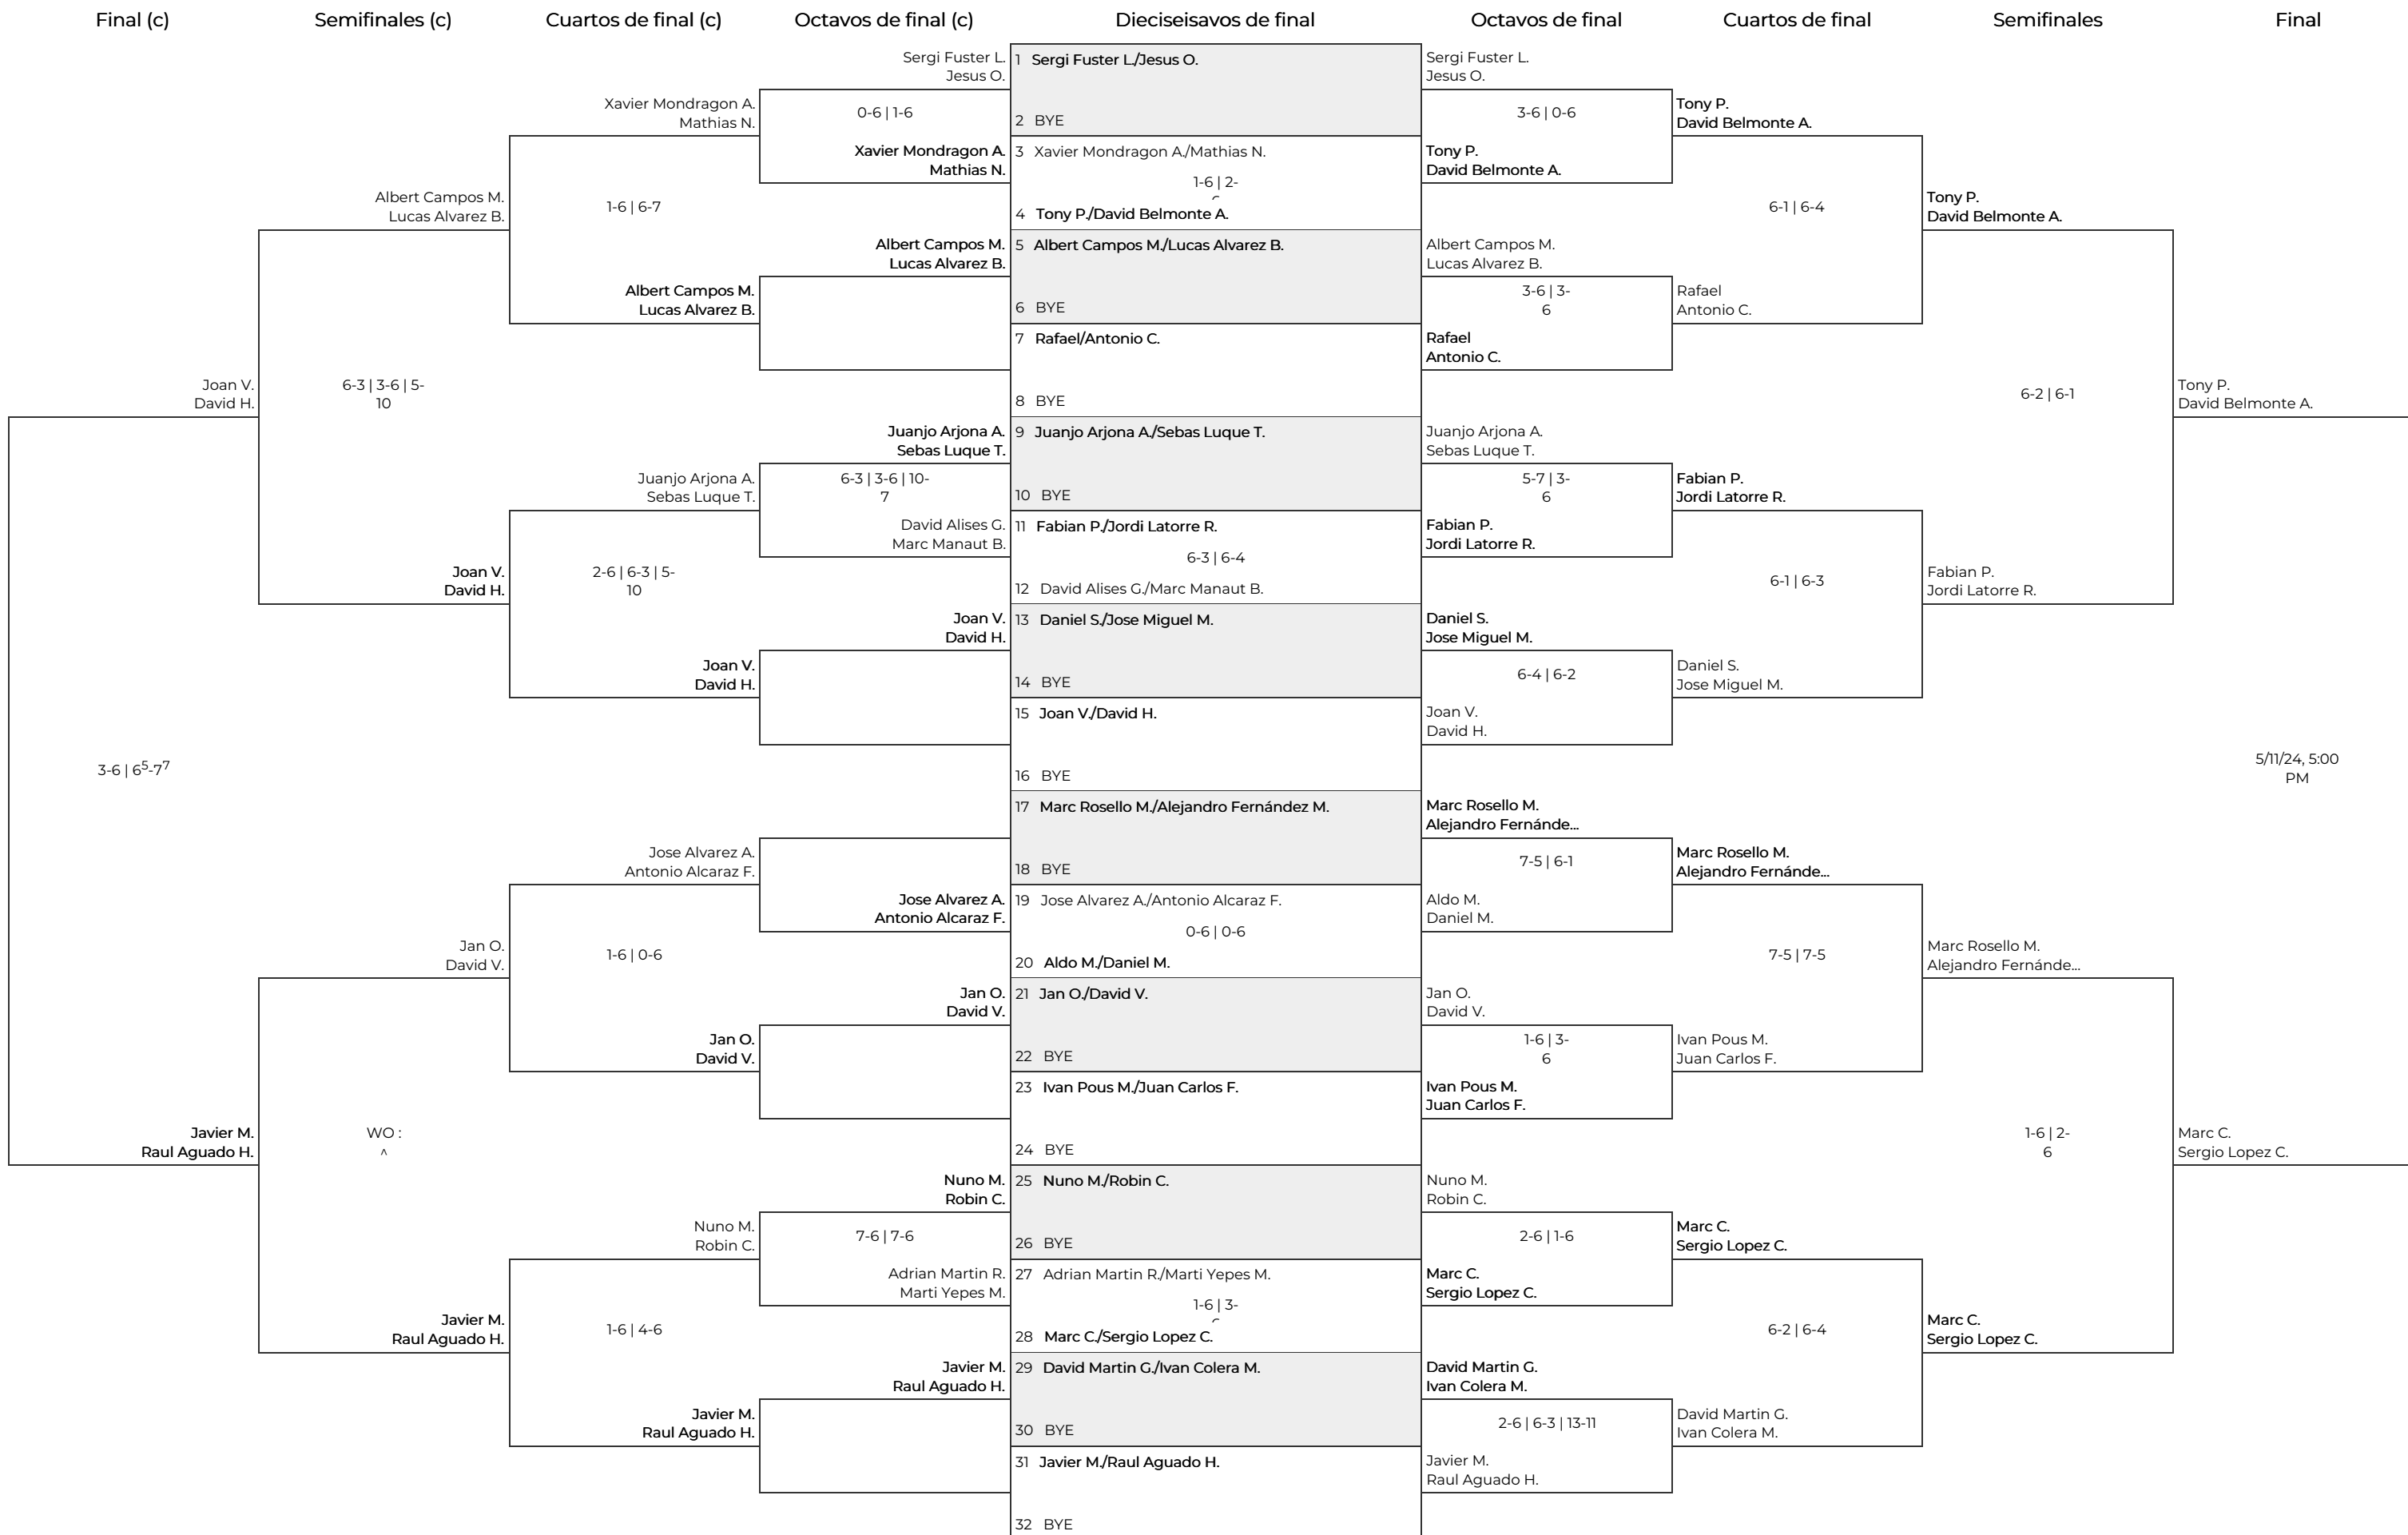 Final (c)
Semifinales (c)
Cuartos de final (c)
Octavos de final (c)
Dieciseisavos de final
Octavos de final
Cuartos de final
Semifinales
Final
Joan V.
David H.
3-6 | 6⁵-7⁷
Javier M.
Raul Aguado H.
Albert Campos M.
Lucas Alvarez B.
6-3 | 3-6 | 5-
10
Joan V.
David H.
Jan O.
David V.
WO :
^
Javier M.
Raul Aguado H.
Xavier Mondragon A.
Mathias N.
1-6 | 6-7
Albert Campos M.
Lucas Alvarez B.
Juanjo Arjona A.
Sebas Luque T.
2-6 | 6-3 | 5-
10
Joan V.
David H.
Jose Alvarez A.
Antonio Alcaraz F.
1-6 | 0-6
Jan O.
David V.
Nuno M.
Robin C.
1-6 | 4-6
Javier M.
Raul Aguado H.
Sergi Fuster L.
Jesus O.
0-6 | 1-6
Xavier Mondragon A.
Mathias N.
Albert Campos M.
Lucas Alvarez B.
Juanjo Arjona A.
Sebas Luque T.
6-3 | 3-6 | 10-
7
David Alises G.
Marc Manaut B.
Joan V.
David H.
Jose Alvarez A.
Antonio Alcaraz F.
Jan O.
David V.
Nuno M.
Robin C.
7-6 | 7-6
Adrian Martin R.
Marti Yepes M.
Javier M.
Raul Aguado H.
1 Sergi Fuster L./Jesus O.
2 BYE
3 Xavier Mondragon A./Mathias N.
1-6 | 2-
4 Tony P./David Belmonte A.
5 Albert Campos M./Lucas Alvarez B.
6 BYE
7 Rafael/Antonio C.
8 BYE
9 Juanjo Arjona A./Sebas Luque T.
10 BYE
11 Fabian P./Jordi Latorre R.
6-3 | 6-4
12 David Alises G./Marc Manaut B.
13 Daniel S./Jose Miguel M.
14 BYE
15 Joan V./David H.
16 BYE
17 Marc Rosello M./Alejandro Fernández M.
18 BYE
19 Jose Alvarez A./Antonio Alcaraz F.
0-6 | 0-6
20 Aldo M./Daniel M.
21 Jan O./David V.
22 BYE
23 Ivan Pous M./Juan Carlos F.
24 BYE
25 Nuno M./Robin C.
26 BYE
27 Adrian Martin R./Marti Yepes M.
1-6 | 3-
28 Marc C./Sergio Lopez C.
29 David Martin G./Ivan Colera M.
30 BYE
31 Javier M./Raul Aguado H.
32 BYE
Sergi Fuster L.
Jesus O.
3-6 | 0-6
Tony P.
David Belmonte A.
Albert Campos M.
Lucas Alvarez B.
3-6 | 3-
6
Rafael
Antonio C.
Juanjo Arjona A.
Sebas Luque T.
5-7 | 3-
6
Fabian P.
Jordi Latorre R.
Daniel S.
Jose Miguel M.
6-4 | 6-2
Joan V.
David H.
Marc Rosello M.
Alejandro Fernánde...
7-5 | 6-1
Aldo M.
Daniel M.
Jan O.
David V.
1-6 | 3-
6
Ivan Pous M.
Juan Carlos F.
Nuno M.
Robin C.
2-6 | 1-6
Marc C.
Sergio Lopez C.
David Martin G.
Ivan Colera M.
2-6 | 6-3 | 13-11
Javier M.
Raul Aguado H.
Tony P.
David Belmonte A.
6-1 | 6-4
Rafael
Antonio C.
Fabian P.
Jordi Latorre R.
6-1 | 6-3
Daniel S.
Jose Miguel M.
Marc Rosello M.
Alejandro Fernánde...
7-5 | 7-5
Ivan Pous M.
Juan Carlos F.
Marc C.
Sergio Lopez C.
6-2 | 6-4
David Martin G.
Ivan Colera M.
Tony P.
David Belmonte A.
6-2 | 6-1
Fabian P.
Jordi Latorre R.
Marc Rosello M.
Alejandro Fernánde...
1-6 | 2-
6
Marc C.
Sergio Lopez C.
Tony P.
David Belmonte A.
5/11/24, 5:00
PM
Marc C.
Sergio Lopez C.